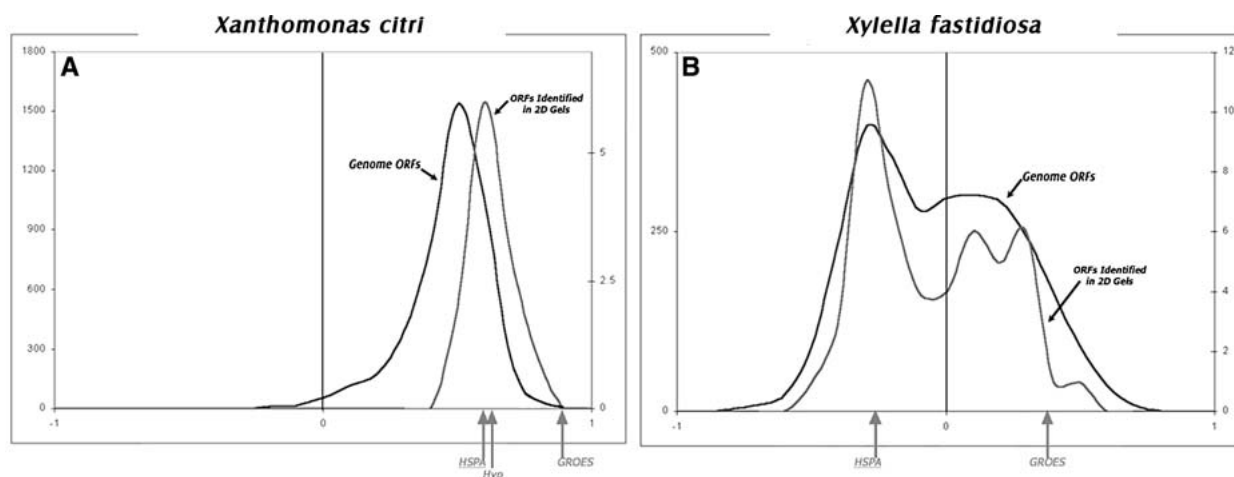 Xanthomonas citri
A
1800
1500
1200
900
600
300
0
5
2.5
0
ORFs Identified
in 2D Gels
Genome ORFs
-1
0
1
HSPA
Hyp
GROES
Xylella fastidiosa
B
500
250
0
12
10
8
6
4
2
0
Genome ORFs
ORFs Identified
in 2D Gels
-1
0
1
HSPA
GROES